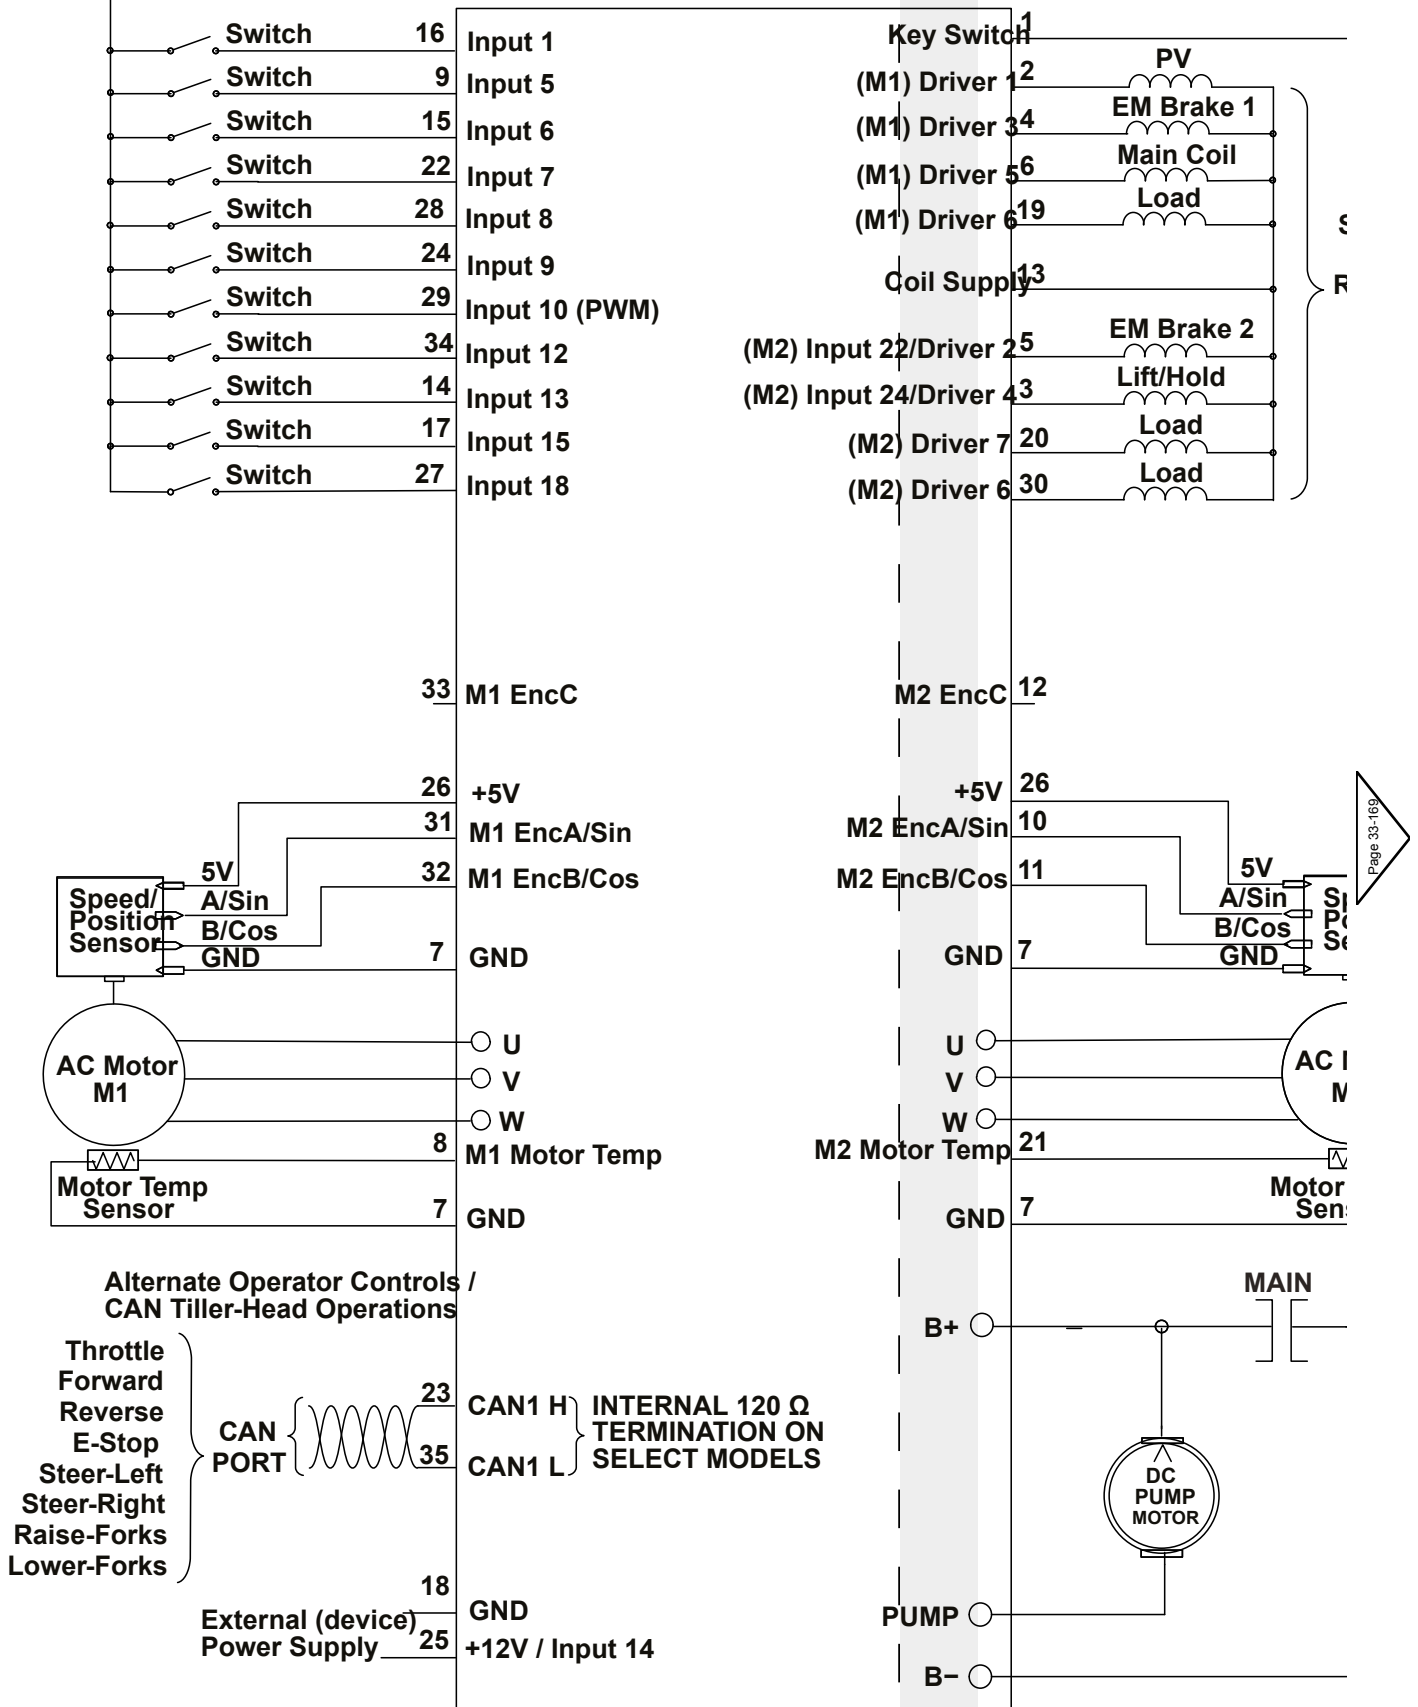 Switch 16 Input 1
Switch 9 Input 5
Switch 15 Input 6
Switch 22 Input 7
Switch 28 Input 8
Switch 24 Input 9
Switch 29 Input 10 (PWM)
Switch 34 Input 12
Switch 14 Input 13
Switch 17 Input 15
Switch 27 Input 18
Key Switch 1
(M1) Driver 1 2 PV
(M1) Driver 3 4 EM Brake 1
(M1) Driver 5 6 Main Coil
(M1) Driver 6 19 Load
Coil Supply 13
(M2) Input 22/Driver 2 5 EM Brake 2
(M2) Input 24/Driver 4 3 Lift/Hold
(M2) Driver 7 20 Load
(M2) Driver 6 30 Load
33 M1 EncC
M2 EncC 12
26 +5V
31 M1 EncA/Sin
32 M1 EncB/Cos
7 GND
5V
A/Sin
B/Cos
GND
Speed/
Position
Sensor
+5V 26
M2 EncA/Sin 10
M2 EncB/Cos 11
GND 7
5V
A/Sin
B/Cos
GND
Page 33-169
AC Motor
M1
U
V
W
8 M1 Motor Temp
Motor Temp
Sensor
7 GND
U
V
W
AC
M2 Motor Temp 21
Motor
GND 7
Alternate Operator Controls /
CAN Tiller-Head Operations
Throttle
Forward
Reverse
E-Stop
Steer-Left
Steer-Right
Raise-Forks
Lower-Forks
CAN
PORT
23 CAN1 H
35 CAN1 L
INTERNAL 120 Ω
TERMINATION ON
SELECT MODELS
MAIN
B+
DC
PUMP
MOTOR
PUMP
B−
18 GND
External (device)
Power Supply 25 +12V / Input 14